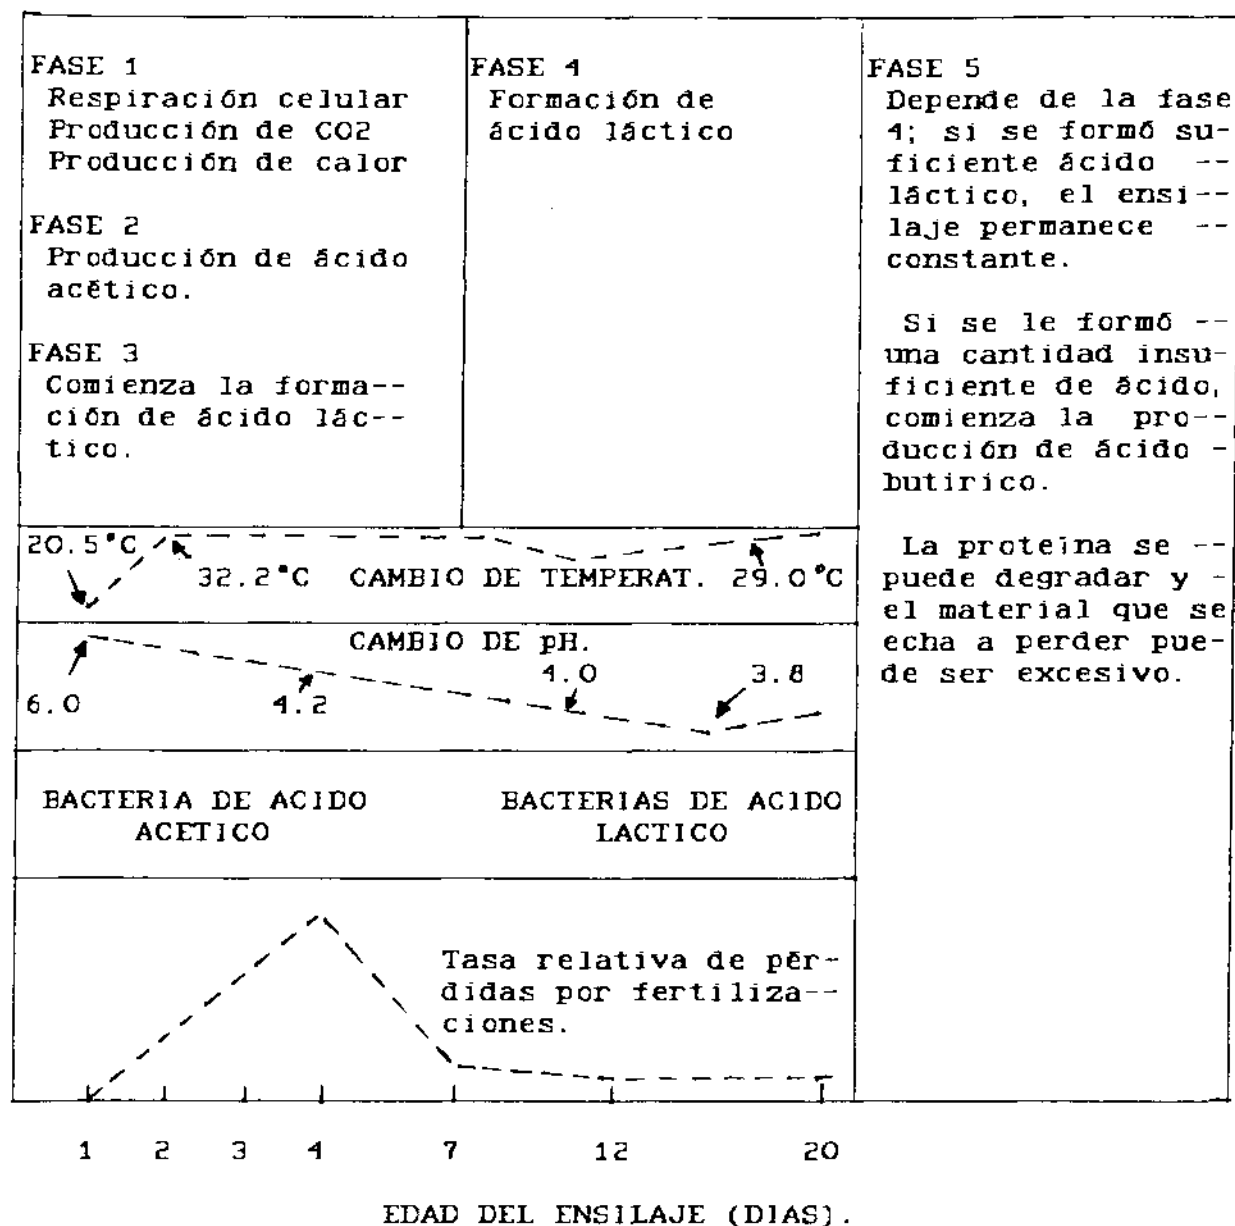 FASE 1
Respiración celular
Producción de CO2
Producción de calor
FASE 2
Producción de ácido
acético.
FASE 3
Comienza la forma--
ción de ácido lác--
tico.
FASE 4
Formación de
ácido láctico
FASE 5
Depende de la fase
4; si se formó su-
ficiente ácido --
láctico, el ensi--
laje permanece --
constante.
Si se le formó --
una cantidad insu-
ficiente de ácido,
comienza la pro--
ducción de ácido -
butirico.
La proteína se --
puede degradar y -
el material que se
echa a perder pue-
de ser excesivo.
20.5°C
32.2°C CAMBIO DE TEMPERAT. 29.0°C
CAMBIO DE pH.
6.0 4.2 4.0 3.8
BACTERIA DE ACIDO
ACETICO
BACTERIAS DE ACIDO
LACTICO
Tasa relativa de pér-
didas por fertiliza--
ciones.
1 2 3 4 7 12 20
EDAD DEL ENSILAJE (DIAS).